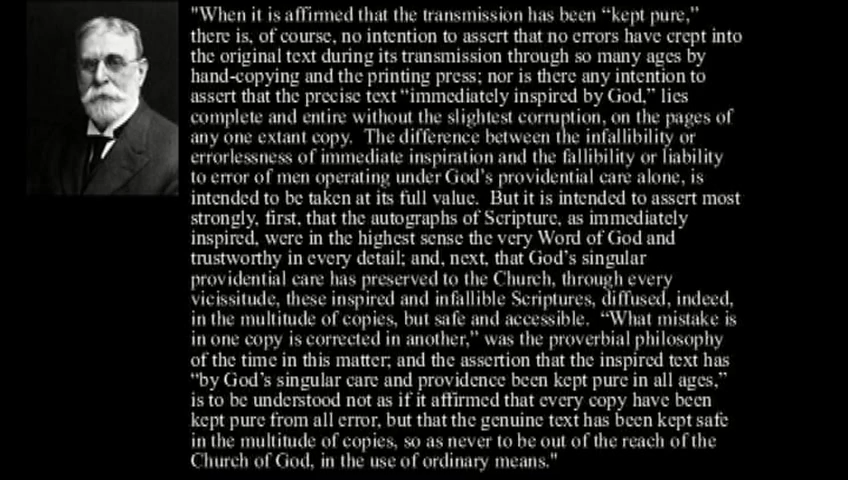 "When it is affirmed that the transmission has been “kept pure,”
there is, of course, no intention to assert that no errors have crept into
the original text during its transmission through so many ages by
hand-copying and the printing press; nor is there any intention to
assert that the precise text “immediately inspired by God,” lies
complete and entire without the slightest corruption, on the pages of
any one extant copy.  The difference between the infallibility or
errorlessness of immediate inspiration and the fallibility or liability
to error of men operating under God’s providential care alone, is
intended to be taken at its full value.  But it is intended to assert most
strongly, first, that the autographs of Scripture, as immediately
inspired, were in the highest sense the very Word of God and
trustworthy in every detail; and, next, that God’s singular
providential care has preserved to the Church, through every
vicissitude, these inspired and infallible Scriptures, diffused, indeed,
in the multitude of copies, but safe and accessible.  “What mistake is
in one copy is corrected in another,” was the proverbial philosophy
of the time in this matter; and the assertion that the inspired text has
“by God’s singular care and providence been kept pure in all ages,”
is to be understood not as if it affirmed that every copy have been
kept pure from all error, but that the genuine text has been kept safe
in the multitude of copies, so as never to be out of the reach of the
Church of God, in the use of ordinary means."